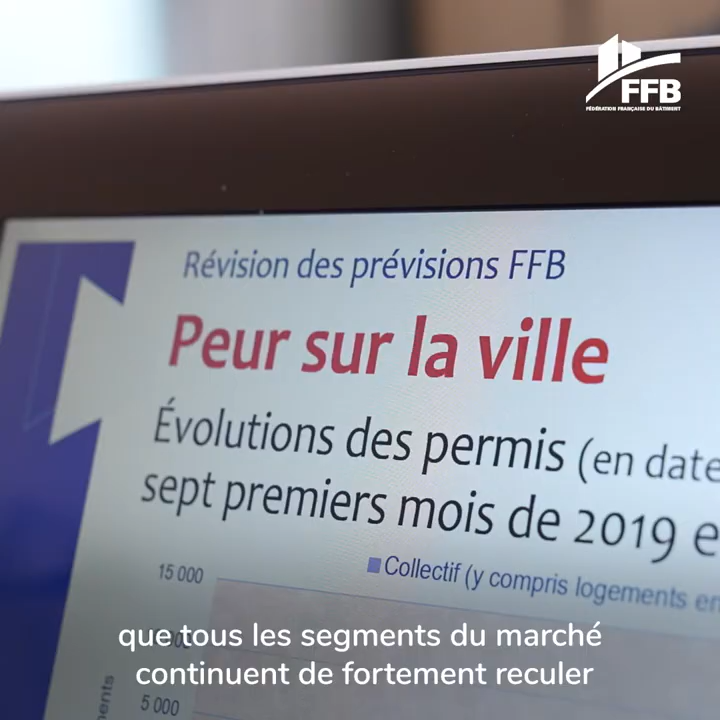 FFB
FÉDÉRATION FRANÇAISE DU BÂTIMENT
Révision des prévisions FFB
Peur sur la ville
Évolutions des permis (en date
sept premiers mois de 2019 e
Collectif (y compris logements en
15 000
que tous les segments du marché
continuent de fortement reculer
5 000